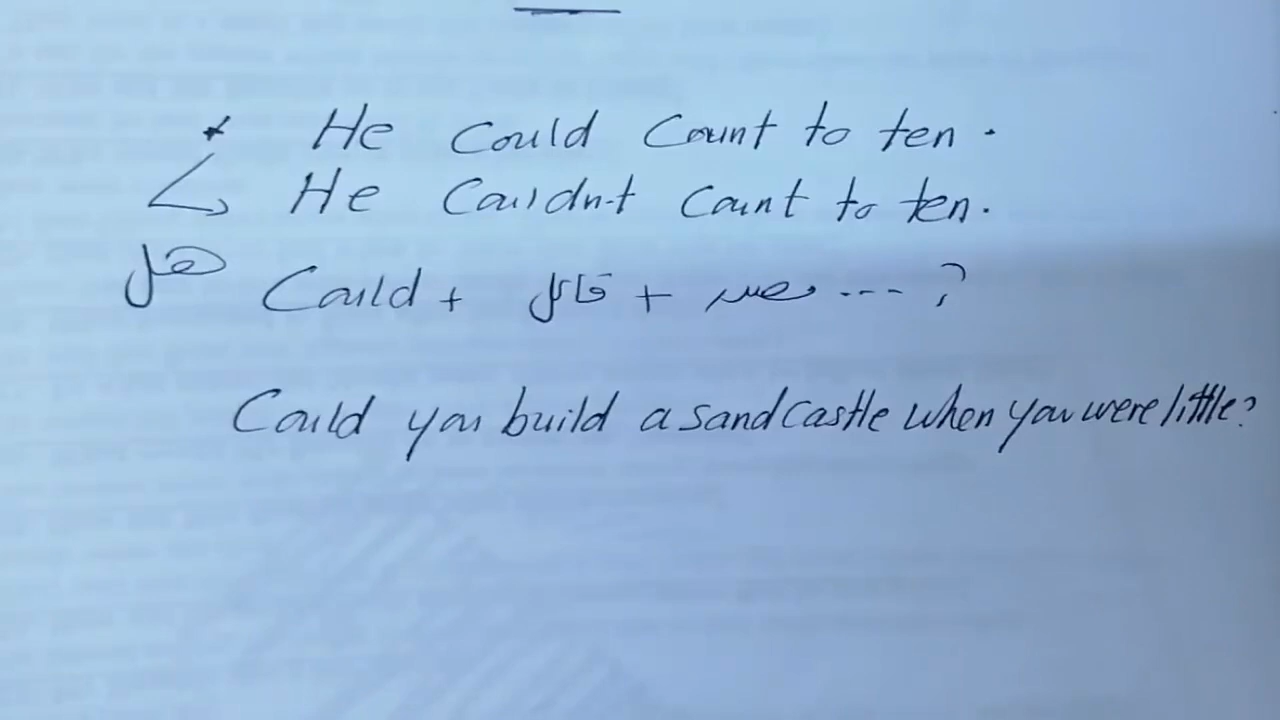 * He could count to ten.
He couldn't count to ten.
هل Could + فاعل + مصدر ---- ?
Could you build a sandcastle when you were little?